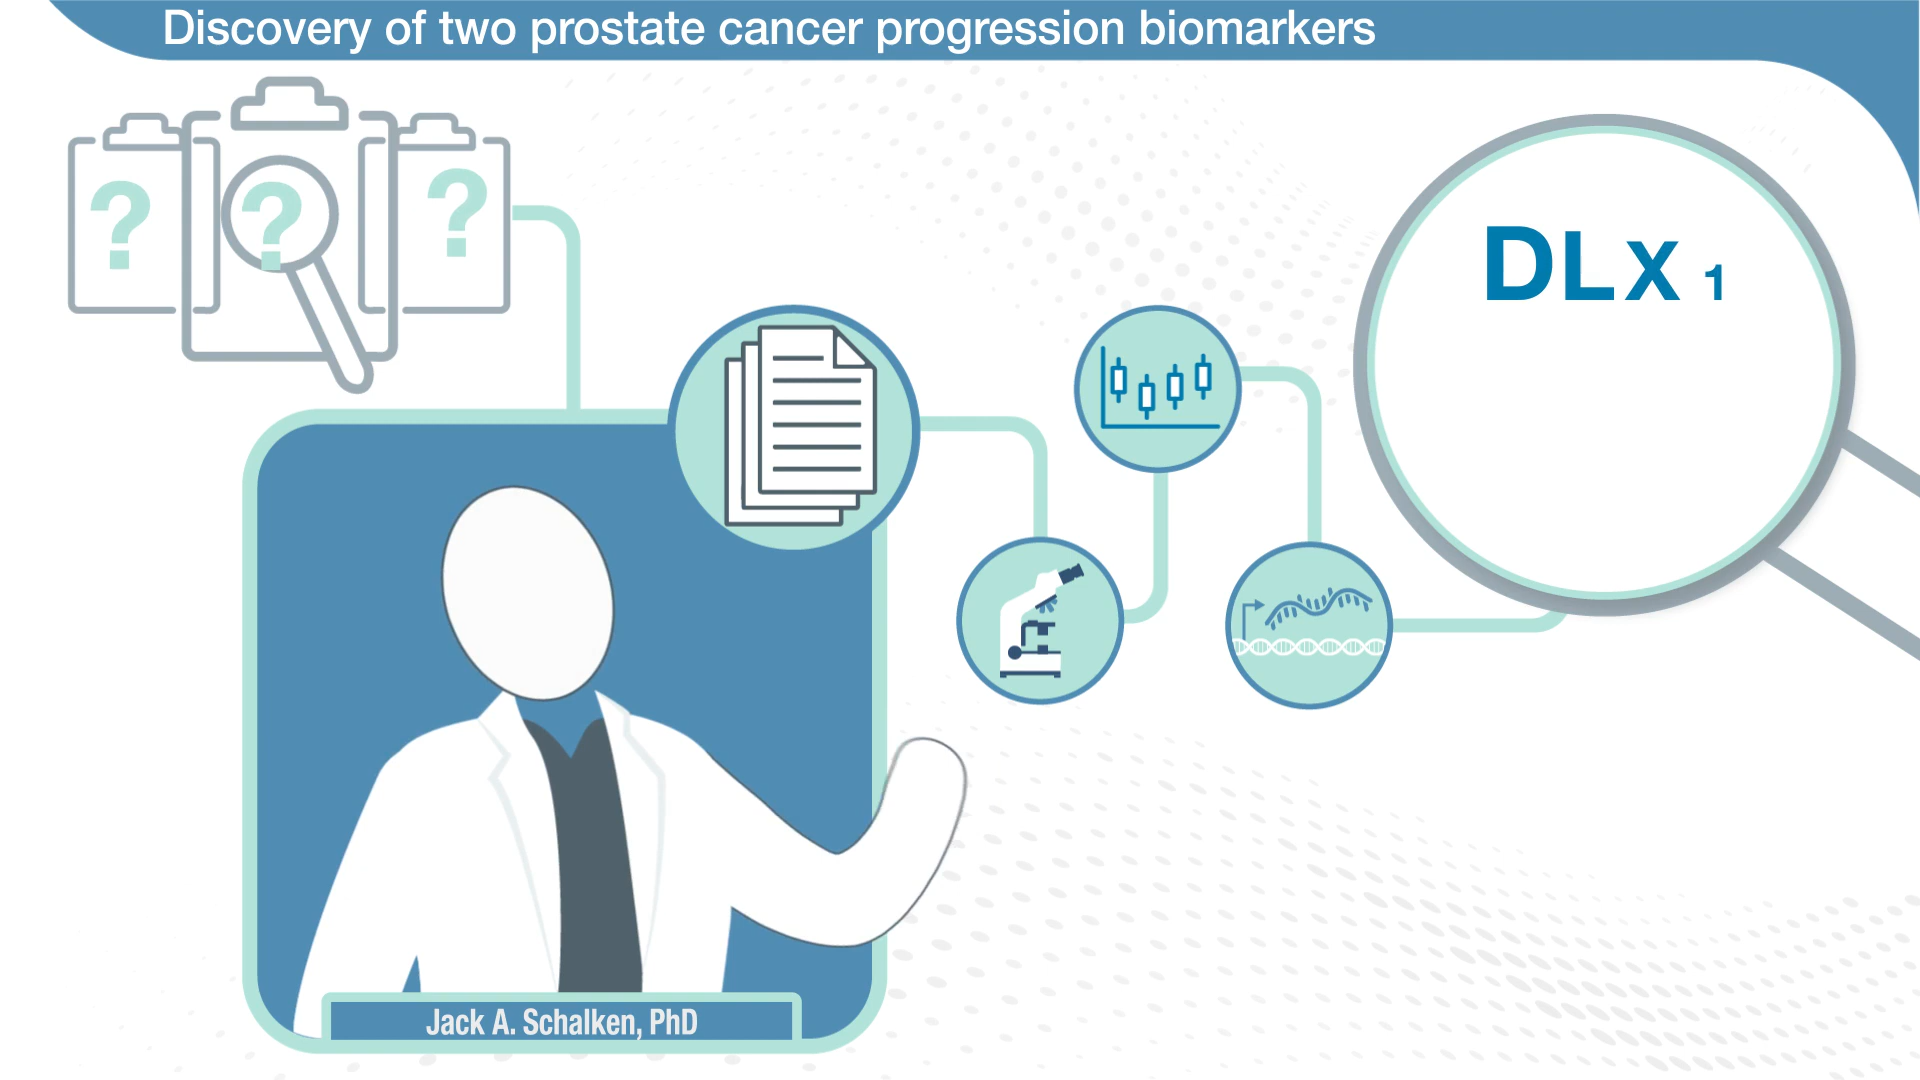 Discovery of two prostate cancer progression biomarkers
? ? ?
DLx 1
Jack A. Schalken, PhD